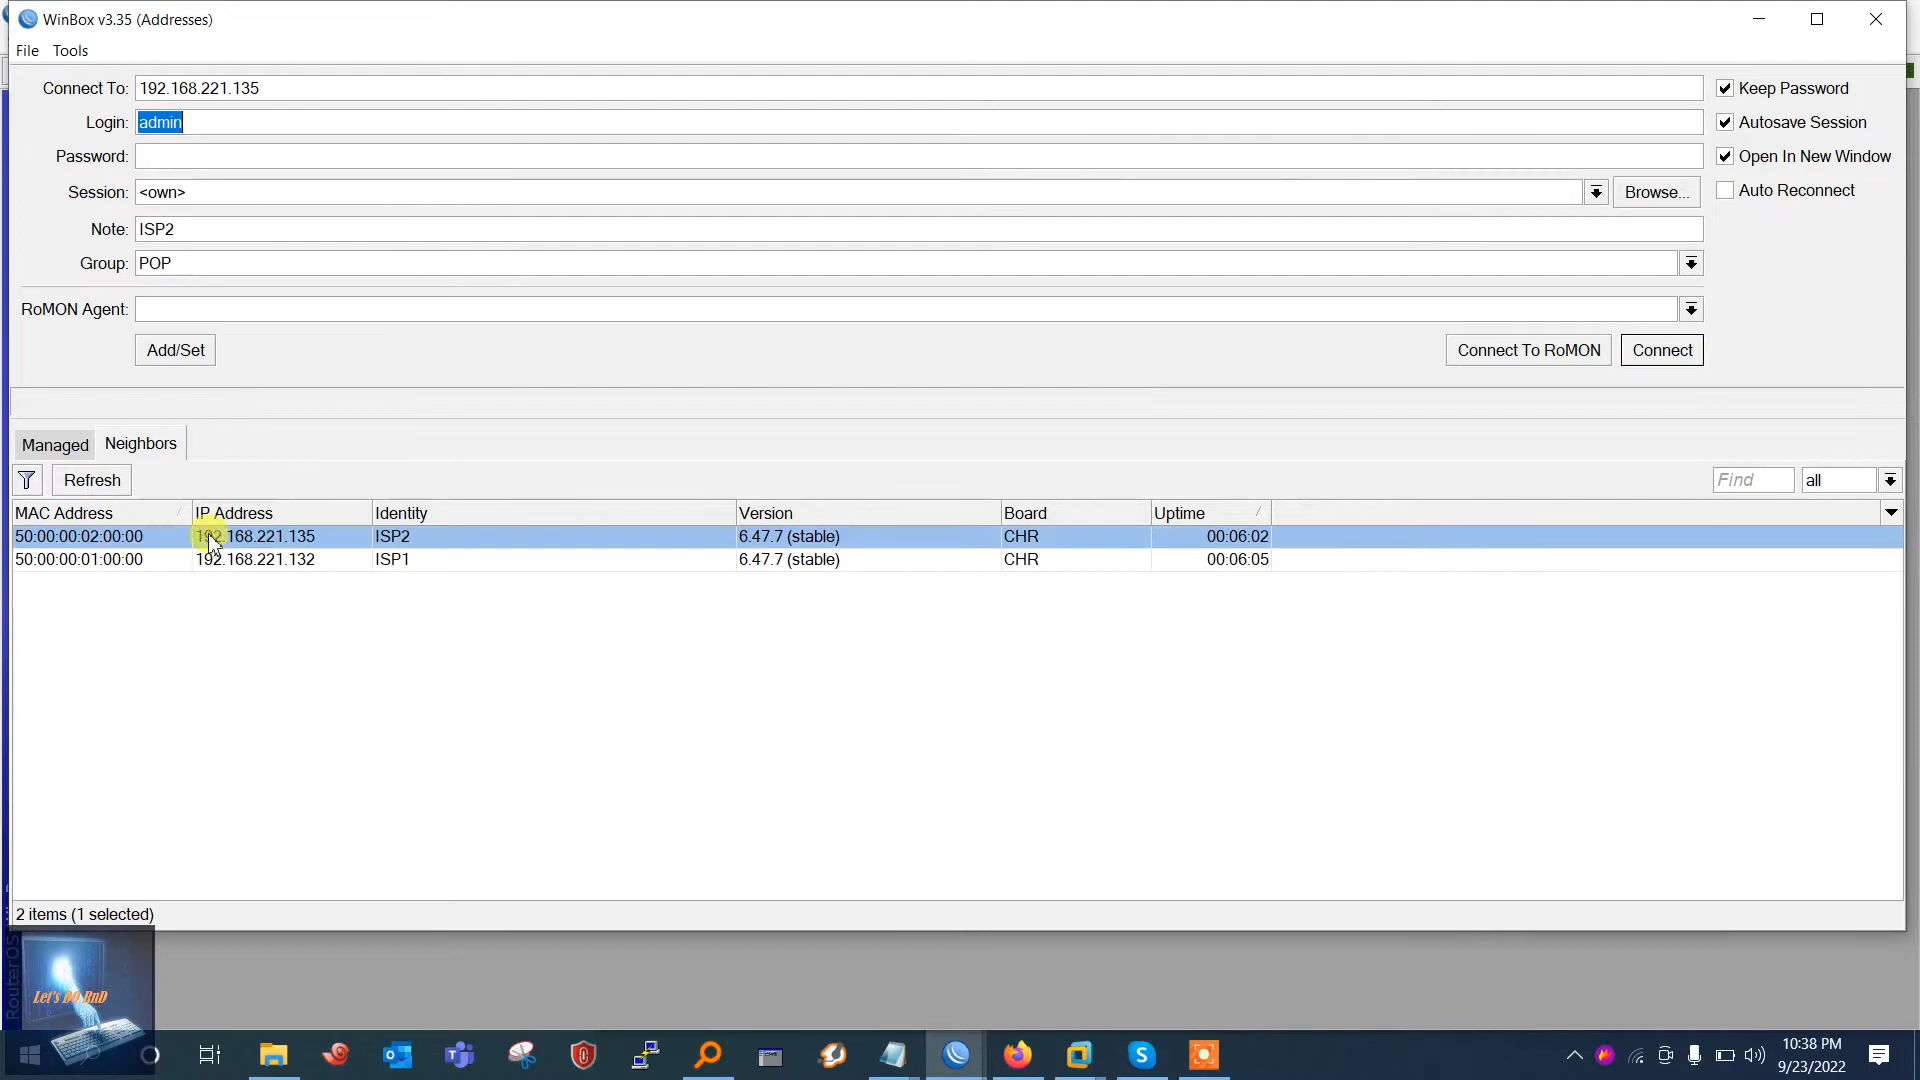 WinBox v3.35 (Addresses)
File Tools
Connect To: 192.168.221.135
Keep Password
Login: admin
Autosave Session
Password:
Open In New Window
Session: <own>
Browse...
Auto Reconnect
Note: ISP2
Group: POP
RoMON Agent:
Add/Set
Connect To RoMON
Connect
Managed Neighbors
Refresh
Find
all
MAC Address IP Address Identity Version Board Uptime
50:00:00:02:00:00 192.168.221.135 ISP2 6.47.7 (stable) CHR 00:06:02
50:00:00:01:00:00 192.168.221.132 ISP1 6.47.7 (stable) CHR 00:06:05
2 items (1 selected)
RouterOS
Let's DO RnD
10:38 PM
9/23/2022